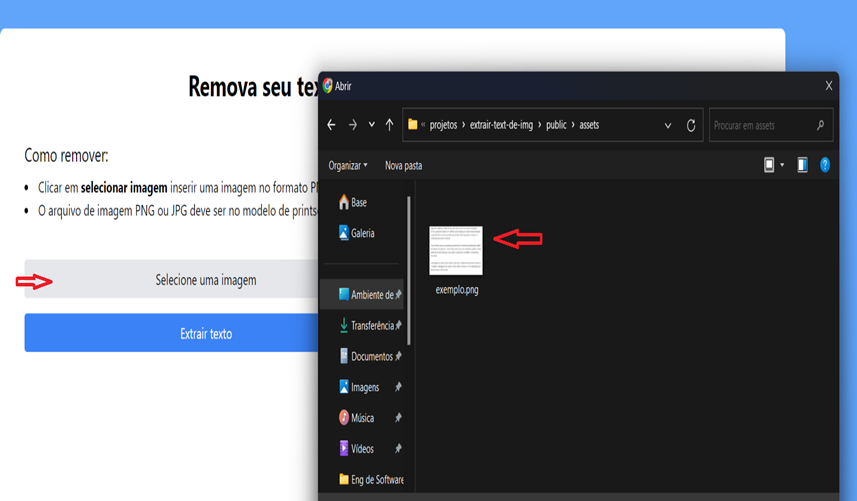 Remova seu tex
Como remover:
Clicar em selecionar imagem inserir uma imagem no formato P
O arquivo de imagem PNG ou JPG deve ser no modelo de prints
Selecione uma imagem
Extrair texto
Abrir
X
« projetos › extrair-text-de-img › public › assets
Procurar em assets
Organizar
Nova pasta
?
Base
Galeria
Ambiente de
Transferência
Documentos
Imagens
Música
Vídeos
Eng de Software
exemplo.png